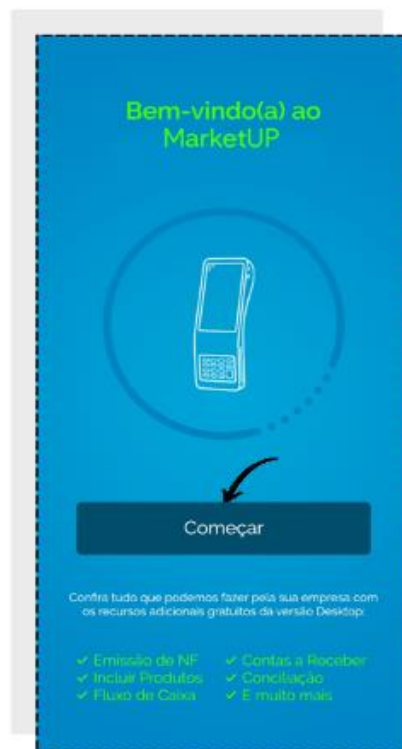 Bem-vindo(a) ao
MarketUP
Começar
Confira tudo que podemos fazer pela sua empresa com
os recursos adicionais gratuitos da versão Desktop:
✓ Emissão de NF ✓ Contas a Receber
✓ Incluir Produtos ✓ Conciliação
✓ Fluxo de Caixa ✓ E muito mais